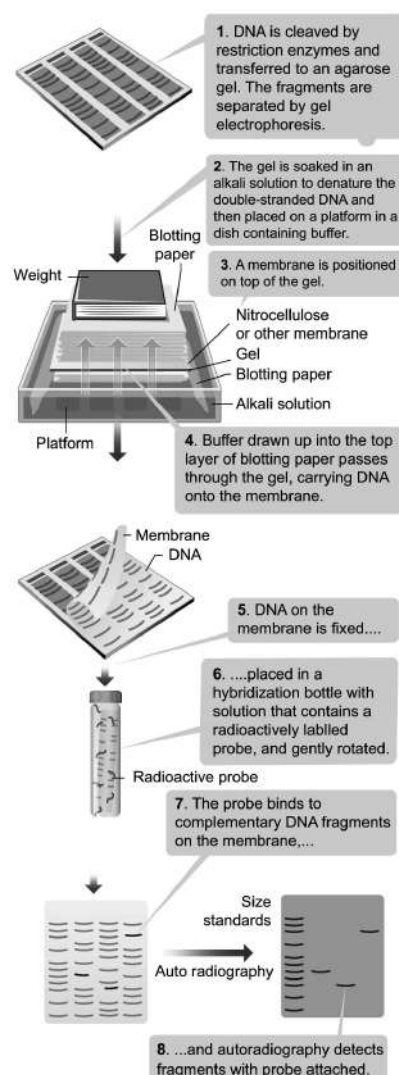 1. DNA is cleaved by
restriction enzymes and
transferred to an agarose
gel. The fragments are
separated by gel
electrophoresis.
2. The gel is soaked in an
alkali solution to denature the
double-stranded DNA and
then placed on a platform in a
dish containing buffer.
Blotting
paper
Weight
3. A membrane is positioned
on top of the gel.
Nitrocellulose
or other membrane
Gel
Blotting paper
Alkali solution
Platform
4. Buffer drawn up into the top
layer of blotting paper passes
through the gel, carrying DNA
onto the membrane.
Membrane
DNA
5. DNA on the
membrane is fixed....
6. ....placed in a
hybridization bottle with
solution that contains a
radioactively lablled
probe, and gently rotated.
Radioactive probe
7. The probe binds to
complementary DNA fragments
on the membrane,...
Size
standards
Auto radiography
8. ...and autoradiography detects
fragments with probe attached.